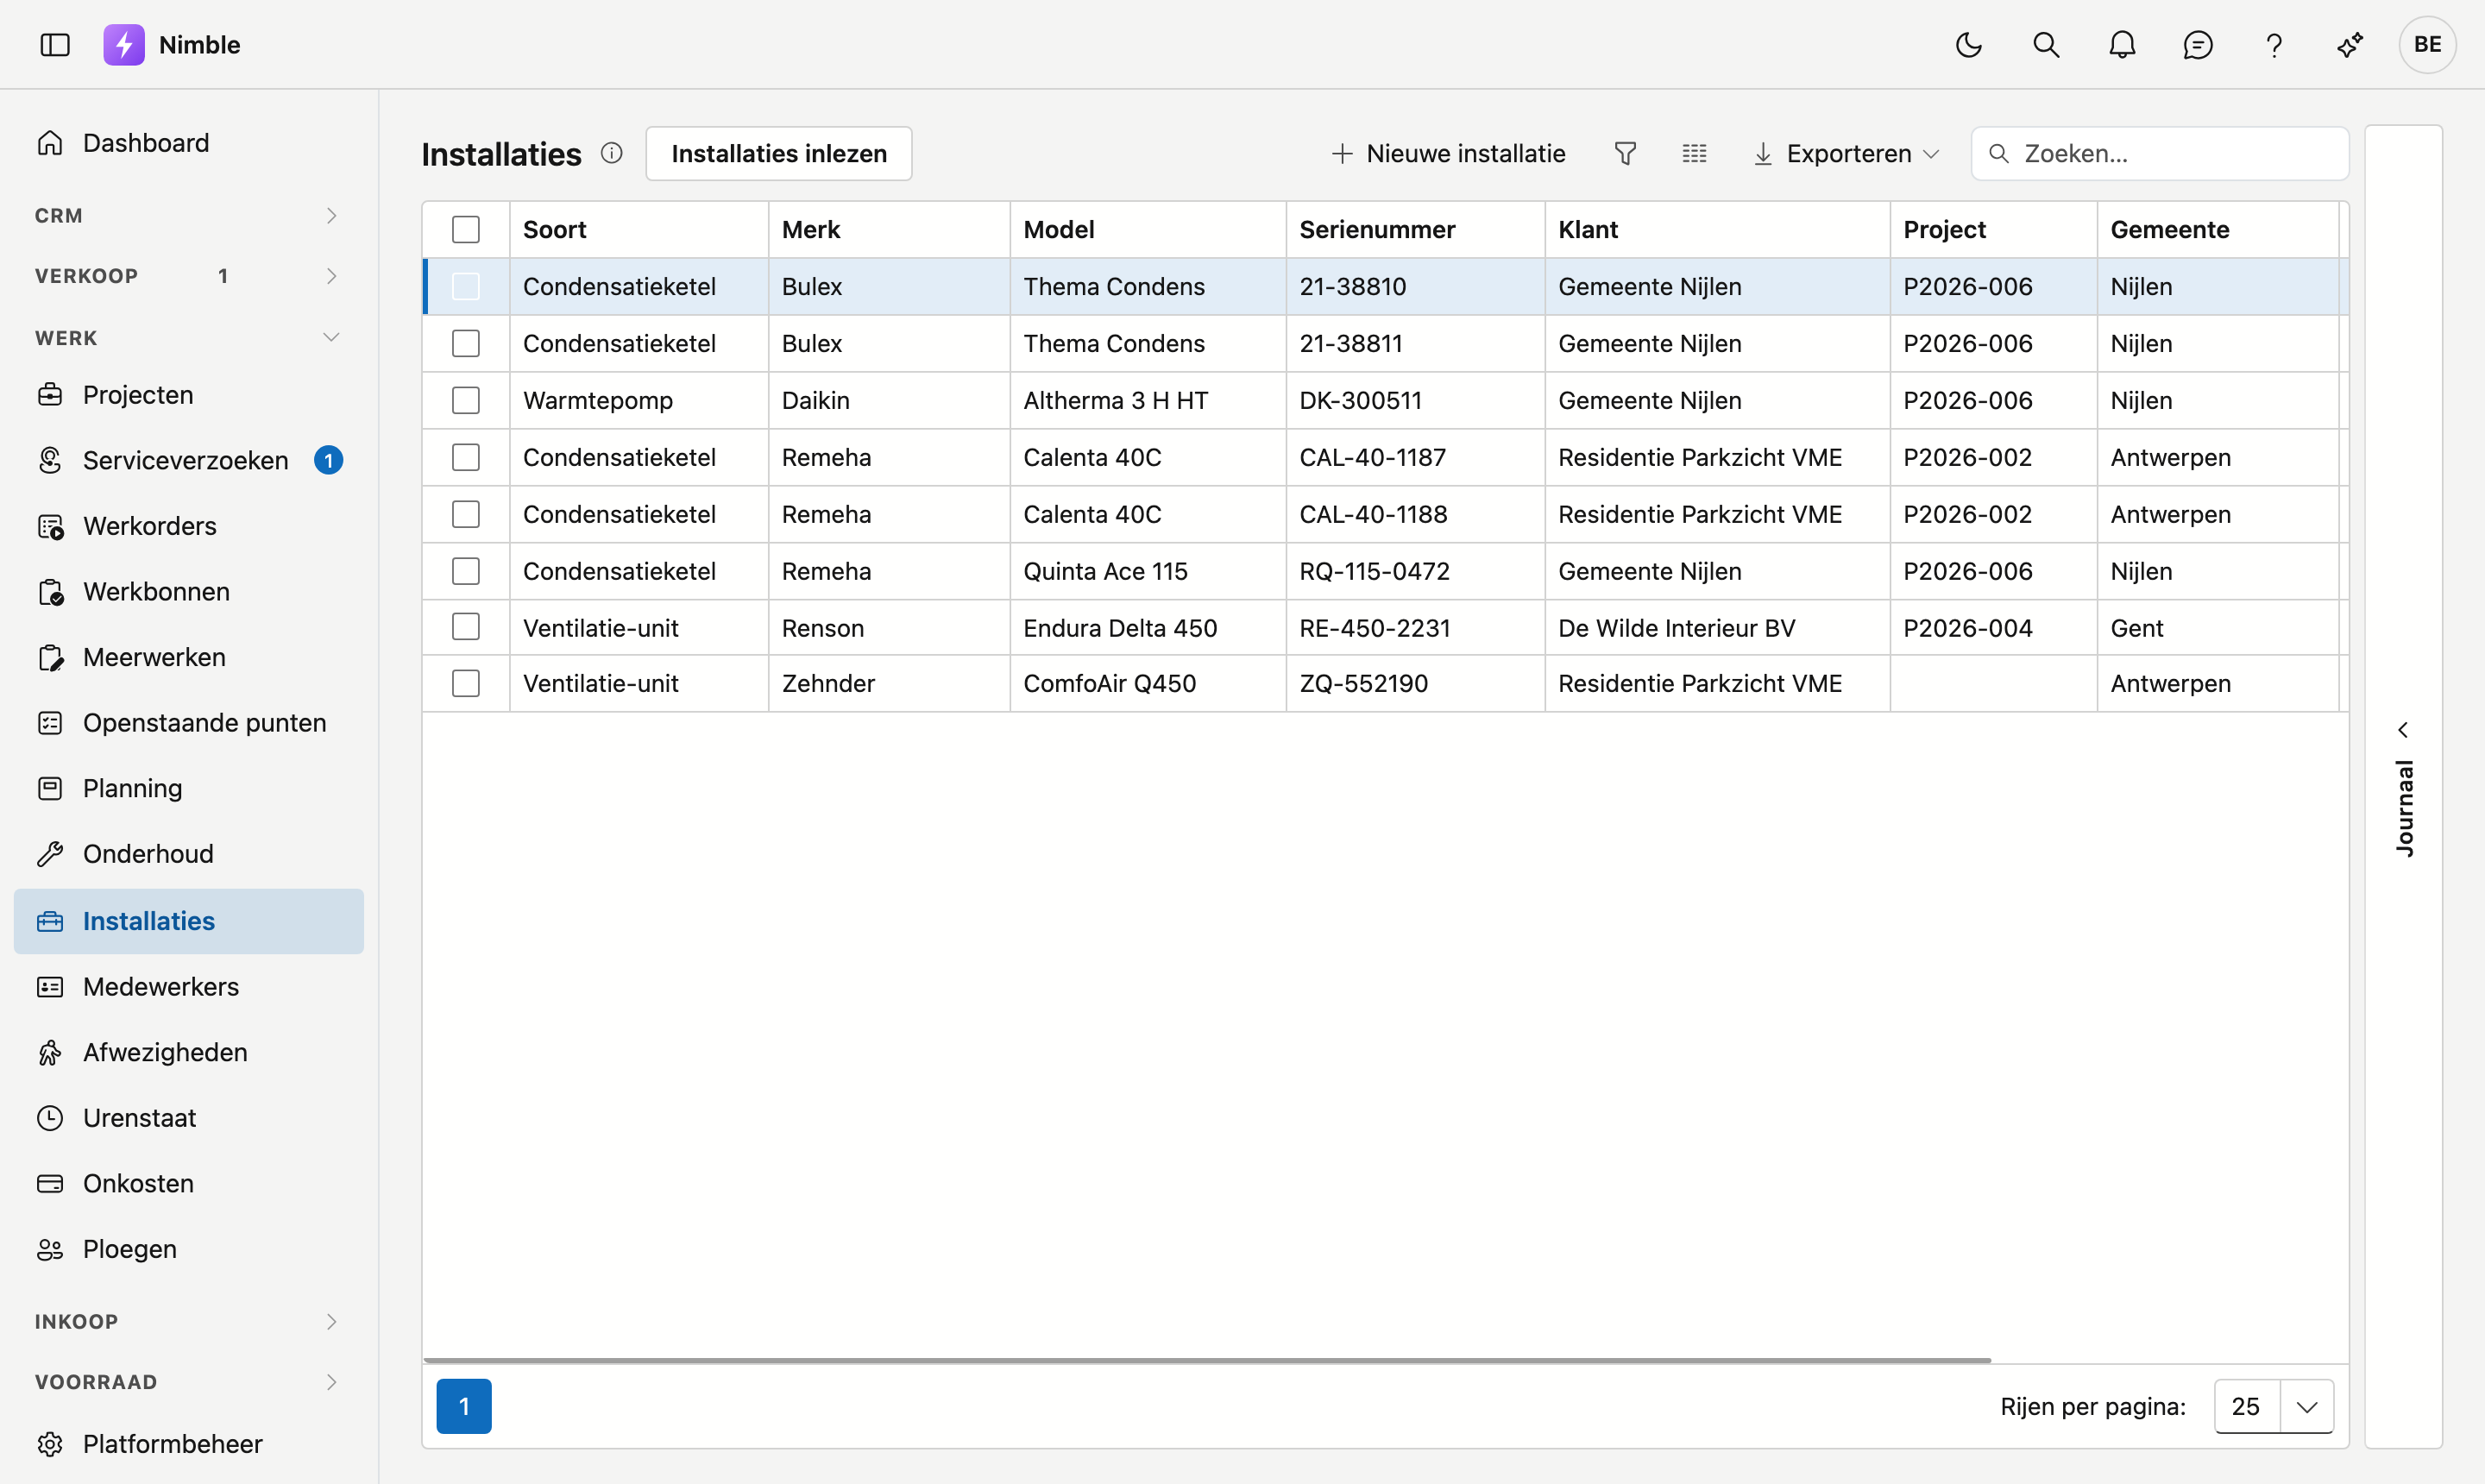 Nimble
BE
Dashboard
CRM
VERKOOP 1
WERK
Projecten
Serviceverzoeken 1
Werkorders
Werkbonnen
Meerwerken
Openstaande punten
Planning
Onderhoud
Installaties
Medewerkers
Afwezigheden
Urenstaat
Onkosten
Ploegen
INKOOP
VOORRAAD
Platformbeheer
Installaties Installaties inlezen Nieuwe installatie Exporteren Zoeken...
Soort Merk Model Serienummer Klant Project Gemeente
Condensatieketel Bulex Thema Condens 21-38810 Gemeente Nijlen P2026-006 Nijlen
Condensatieketel Bulex Thema Condens 21-38811 Gemeente Nijlen P2026-006 Nijlen
Warmtepomp Daikin Altherma 3 H HT DK-300511 Gemeente Nijlen P2026-006 Nijlen
Condensatieketel Remeha Calenta 40C CAL-40-1187 Residentie Parkzicht VME P2026-002 Antwerpen
Condensatieketel Remeha Calenta 40C CAL-40-1188 Residentie Parkzicht VME P2026-002 Antwerpen
Condensatieketel Remeha Quinta Ace 115 RQ-115-0472 Gemeente Nijlen P2026-006 Nijlen
Ventilatie-unit Renson Endura Delta 450 RE-450-2231 De Wilde Interieur BV P2026-004 Gent
Ventilatie-unit Zehnder ComfoAir Q450 ZQ-552190 Residentie Parkzicht VME Antwerpen
1 Rijen per pagina: 25
Journaal